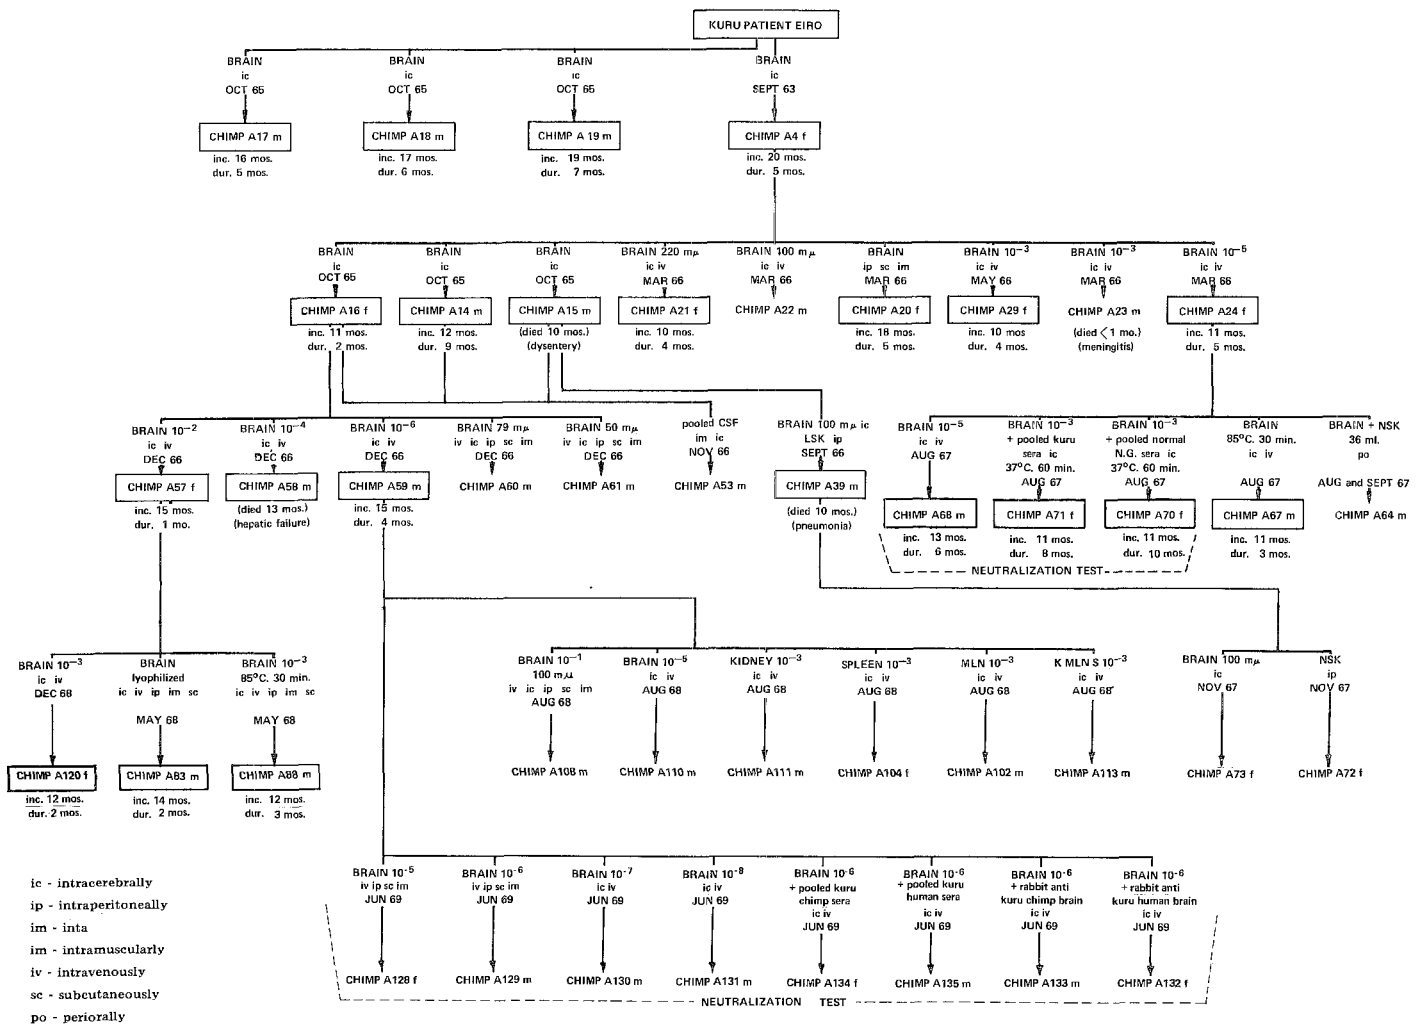 KURU PATIENT EIRO
BRAIN
ic
OCT 65
CHIMP A17 m
inc. 16 mos.
dur. 5 mos.
BRAIN
ic
OCT 65
CHIMP A18 m
inc. 17 mos.
dur. 6 mos.
BRAIN
ic
OCT 65
CHIMP A 19 m
inc. 19 mos.
dur. 7 mos.
BRAIN
ic
SEPT 63
CHIMP A4 f
inc. 20 mos.
dur. 5 mos.
BRAIN
ic
OCT 65
CHIMP A16 f
inc. 11 mos.
dur. 2 mos.
BRAIN
ic
OCT 65
CHIMP A14 m
inc. 12 mos.
dur. 9 mos.
BRAIN
ic
OCT 65
CHIMP A15 m
(died 10 mos.)
(dysentery)
BRAIN 220 mμ
ic iv
MAR 66
CHIMP A21 f
inc. 10 mos.
dur. 4 mos.
BRAIN 100 mμ
ic iv
MAR 66
CHIMP A22 m
BRAIN
ip sc im
MAR 66
CHIMP A20 f
inc. 18 mos.
dur. 5 mos.
BRAIN 10⁻³
ic iv
MAY 66
CHIMP A29 f
inc. 10 mos
dur. 4 mos.
BRAIN 10⁻³
ic iv
MAR 66
CHIMP A23 m
(died < 1 mo.)
(meningitis)
BRAIN 10⁻⁵
ic iv
MAR 66
CHIMP A24 f
inc. 11 mos.
dur. 5 mos.
BRAIN 10⁻²
ic iv
DEC 66
CHIMP A57 f
inc. 15 mos.
dur. 1 mo.
BRAIN 10⁻⁴
ic iv
DEC 66
CHIMP A58 m
(died 13 mos.)
(hepatic failure)
BRAIN 10⁻⁶
ic iv
DEC 66
CHIMP A59 m
inc. 15 mos.
dur. 4 mos.
BRAIN 79 mμ
iv ic ip sc im
DEC 66
CHIMP A60 m
BRAIN 50 mμ
iv ic ip sc im
DEC 66
CHIMP A61 m
pooled CSF
im ic
NOV 66
CHIMP A53 m
BRAIN 100 mμ ic
LSK ip
SEPT 66
CHIMP A39 m
(died 10 mos.)
(pneumonia)
BRAIN 10⁻⁵
ic iv
AUG 67
CHIMP A68 m
inc. 13 mos.
dur. 6 mos.
BRAIN 10⁻³
+ pooled kuru
sera ic
37°C. 60 min.
AUG 67
CHIMP A71 f
inc. 11 mos.
dur. 8 mos.
BRAIN 10⁻³
+ pooled normal
N.G. sera ic
37°C. 60 min.
AUG 67
CHIMP A70 f
inc. 11 mos.
dur. 10 mos.
NEUTRALIZATION TEST
BRAIN
85°C. 30 min.
ic iv
AUG 67
CHIMP A67 m
inc. 11 mos.
dur. 3 mos.
BRAIN + NSK
36 ml.
po
AUG and SEPT 67
CHIMP A64 m
BRAIN 10⁻³
ic iv
DEC 68
CHIMP A120 f
inc. 12 mos.
dur. 2 mos.
BRAIN
lyophilized
ic iv ip im sc
MAY 68
CHIMP A83 m
inc. 14 mos.
dur. 2 mos.
BRAIN 10⁻³
85°C. 30 min.
ic iv ip im sc
MAY 68
CHIMP A88 m
inc. 12 mos.
dur. 3 mos.
BRAIN 10⁻¹
100 mμ
iv ic ip sc im
AUG 68
CHIMP A108 m
BRAIN 10⁻⁵
ic iv
AUG 68
CHIMP A110 m
KIDNEY 10⁻³
ic iv
AUG 68
CHIMP A111 m
SPLEEN 10⁻³
ic iv
AUG 68
CHIMP A104 f
MLN 10⁻³
ic iv
AUG 68
CHIMP A102 m
K MLN S 10⁻³
ic iv
AUG 68
CHIMP A113 m
BRAIN 100 mμ
ic
NOV 67
CHIMP A73 f
NSK
ip
NOV 67
CHIMP A72 f
BRAIN 10⁻⁵
iv ip sc im
JUN 69
CHIMP A128 f
BRAIN 10⁻⁶
iv ip sc im
JUN 69
CHIMP A129 m
BRAIN 10⁻⁷
ic iv
JUN 69
CHIMP A130 m
BRAIN 10⁻⁸
ic iv
JUN 69
CHIMP A131 m
BRAIN 10⁻⁶
+ pooled kuru
chimp sera
ic iv
JUN 69
CHIMP A134 f
BRAIN 10⁻⁶
+ pooled kuru
human sera
ic iv
JUN 69
CHIMP A135 m
BRAIN 10⁻⁶
+ rabbit anti
kuru chimp brain
ic iv
JUN 69
CHIMP A133 m
BRAIN 10⁻⁶
+ rabbit anti
kuru human brain
ic iv
JUN 69
CHIMP A132 f
NEUTRALIZATION TEST
ic - intracerebrally
ip - intraperitoneally
im - inta
im - intramuscularly
iv - intravenously
sc - subcutaneously
po - periorally